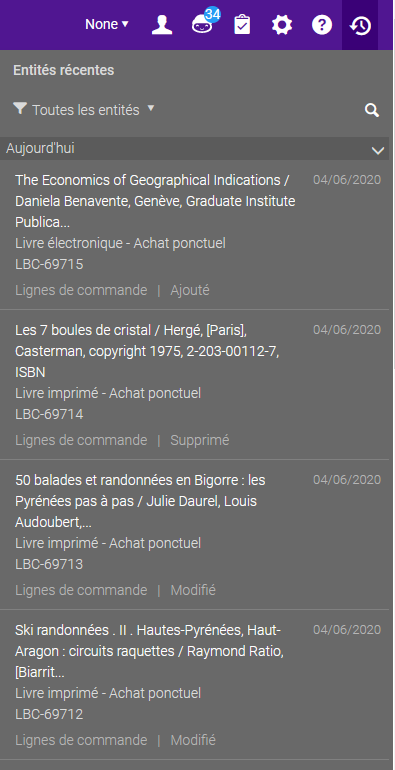 None
34
Entités récentes
Toutes les entités
Aujourd'hui
The Economics of Geographical Indications / 04/06/2020
Daniela Benavente, Genève, Graduate Institute
Publica...
Livre électronique - Achat ponctuel
LBC-69715
Lignes de commande | Ajouté
Les 7 boules de cristal / Hergé, [Paris], 04/06/2020
Casterman, copyright 1975, 2-203-00112-7,
ISBN
Livre imprimé - Achat ponctuel
LBC-69714
Lignes de commande | Supprimé
50 balades et randonnées en Bigorre : les 04/06/2020
Pyrénées pas à pas / Julie Daurel, Louis
Audoubert,...
Livre imprimé - Achat ponctuel
LBC-69713
Lignes de commande | Modifié
Ski randonnées . II . Hautes-Pyrénées, Haut- 04/06/2020
Aragon : circuits raquettes / Raymond Ratio,
[Biarrit...
Livre imprimé - Achat ponctuel
LBC-69712
Lignes de commande | Modifié